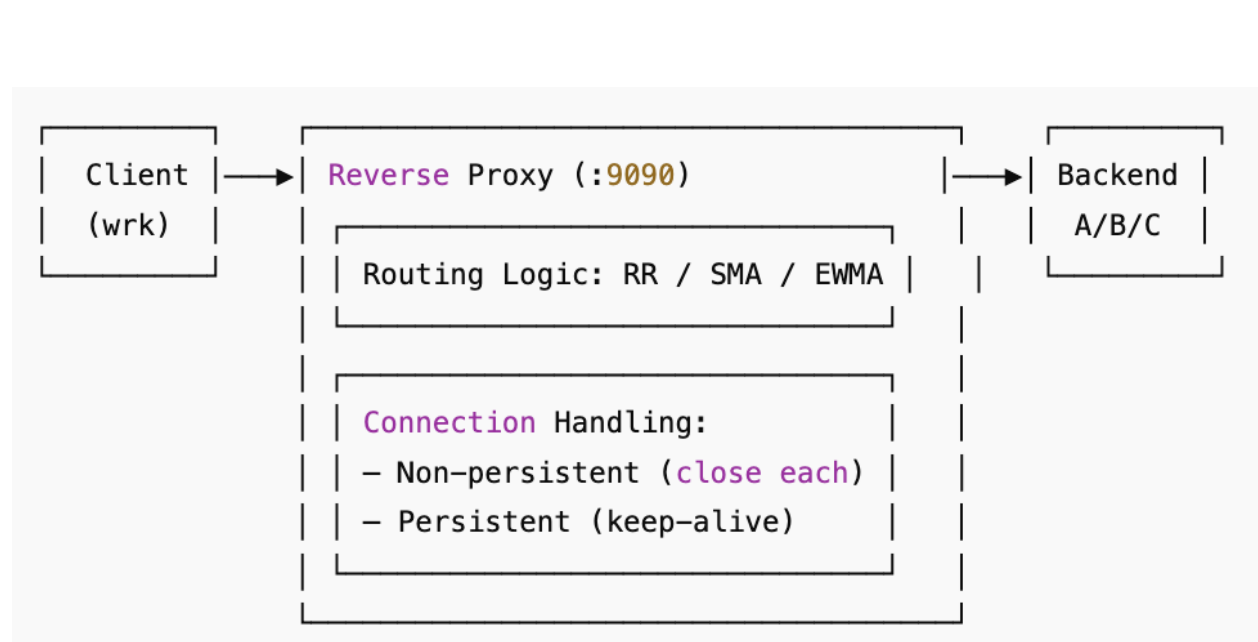 Client
(wrk)
Reverse Proxy (:9090)
Routing Logic: RR / SMA / EWMA
Connection Handling:
– Non-persistent (close each)
– Persistent (keep-alive)
Backend
A/B/C